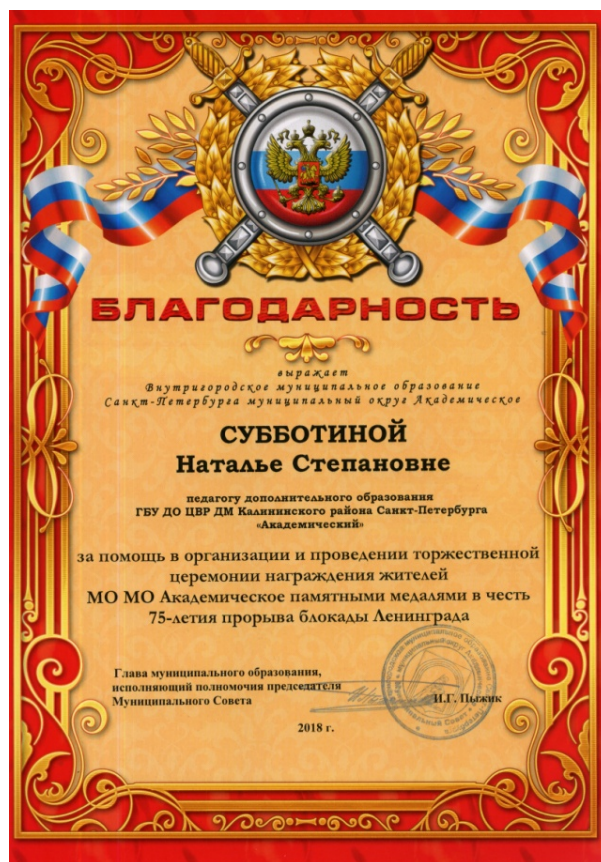 БЛАГОДАРНОСТЬ
выражает
Внутригородское муниципальное образование
Санкт-Петербурга муниципальный округ Академическое
СУББОТИНОЙ
Наталье Степановне
педагогу дополнительного образования
ГБУ ДО ЦВР ДМ Калининского района Санкт-Петербурга
«Академический»
за помощь в организации и проведении торжественной
церемонии награждения жителей
МО МО Академическое памятными медалями в честь
75-летия прорыва блокады Ленинграда
Глава муниципального образования,
исполняющий полномочия председателя
Муниципального Совета И.Г. Пыжик
2018 г.